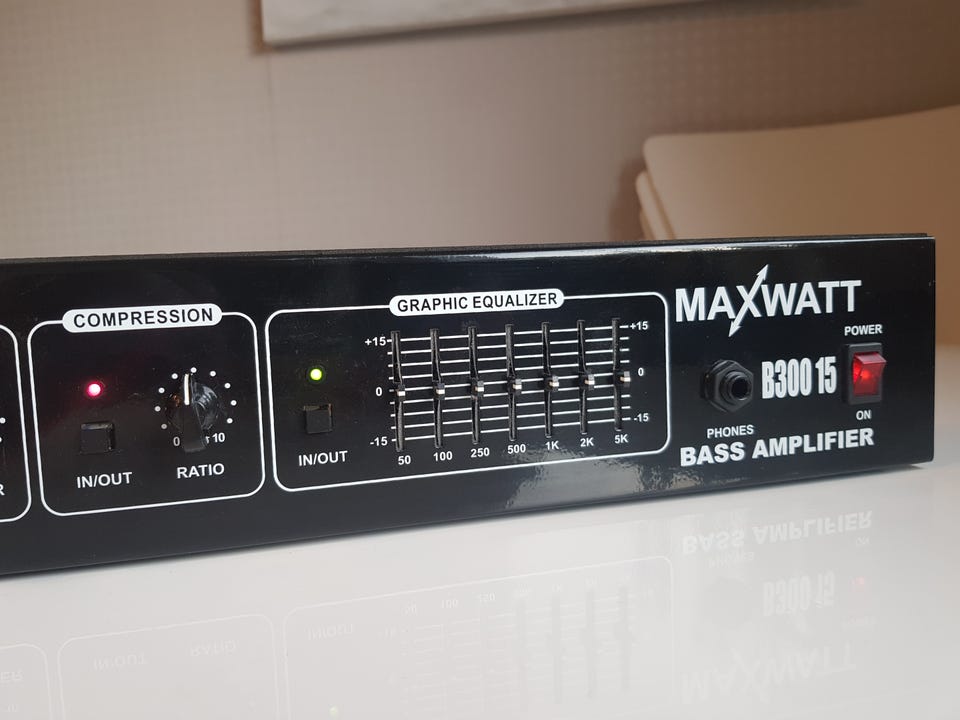 COMPRESSION
0 10
IN/OUT
RATIO
R
GRAPHIC EQUALIZER
+15 +15
0 0
-15 -15
50 100 250 500 1K 2K 5K
IN/OUT
MAXWATT
POWER
B300 15
ON
PHONES
BASS AMPLIFIER